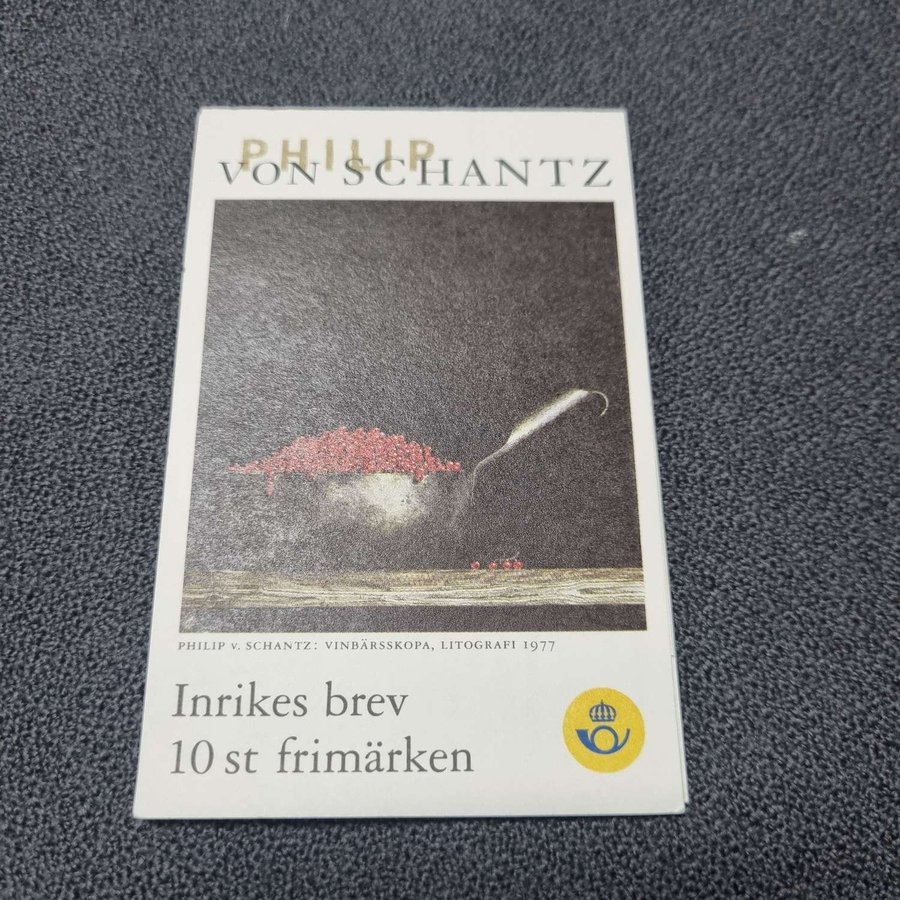 PHILIP
VON SCHANTZ
PHILIP V. SCHANTZ: VINBÄRSSKOPA, LITOGRAFI 1977
Inrikes brev
10 st frimärken